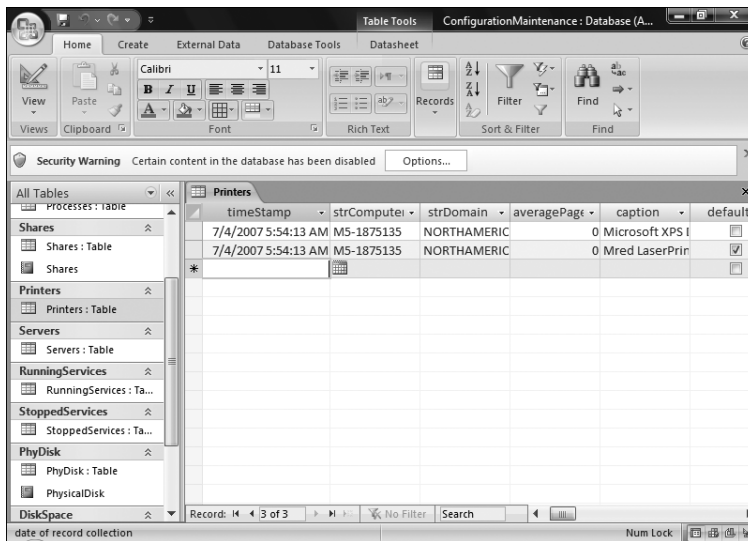 Table Tools ConfigurationMaintenance : Database (A...
Home Create External Data Database Tools Datasheet
View
Paste
Views
Clipboard
Calibri 11
B I U
A
Font
Rich Text
Records
Filter
Sort & Filter
Find
Find
Security Warning Certain content in the database has been disabled Options...
All Tables
Processes : Table
Shares
Shares : Table
Shares
Printers
Printers : Table
Servers
Servers : Table
RunningServices
RunningServices : Ta...
StoppedServices
StoppedServices : Ta...
PhyDisk
PhyDisk : Table
PhysicalDisk
DiskSpace
Printers
timeStamp strComputer strDomain averagePage caption default
7/4/2007 5:54:13 AM M5-1875135 NORTHAMERIC 0 Microsoft XPS
7/4/2007 5:54:13 AM M5-1875135 NORTHAMERIC 0 Mred LaserPrin
Record: 3 of 3 No Filter Search
date of record collection Num Lock